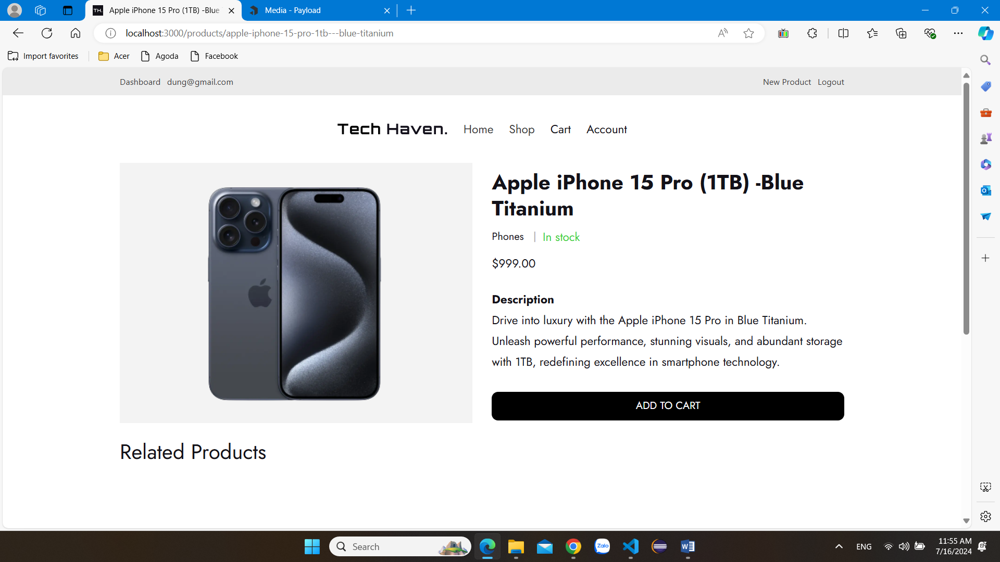 TH. Apple iPhone 15 Pro (1TB) -Blue
Media - Payload
localhost:3000/products/apple-iphone-15-pro-1tb---blue-titanium
Import favorites
Acer
Agoda
Facebook
Dashboard dung@gmail.com
New Product Logout
Tech Haven. Home Shop Cart Account
Apple iPhone 15 Pro (1TB) -Blue
Titanium
Phones | In stock
$999.00
Description
Drive into luxury with the Apple iPhone 15 Pro in Blue Titanium.
Unleash powerful performance, stunning visuals, and abundant storage
with 1TB, redefining excellence in smartphone technology.
ADD TO CART
Related Products
Search
Zalo
ENG
11:55 AM
7/16/2024